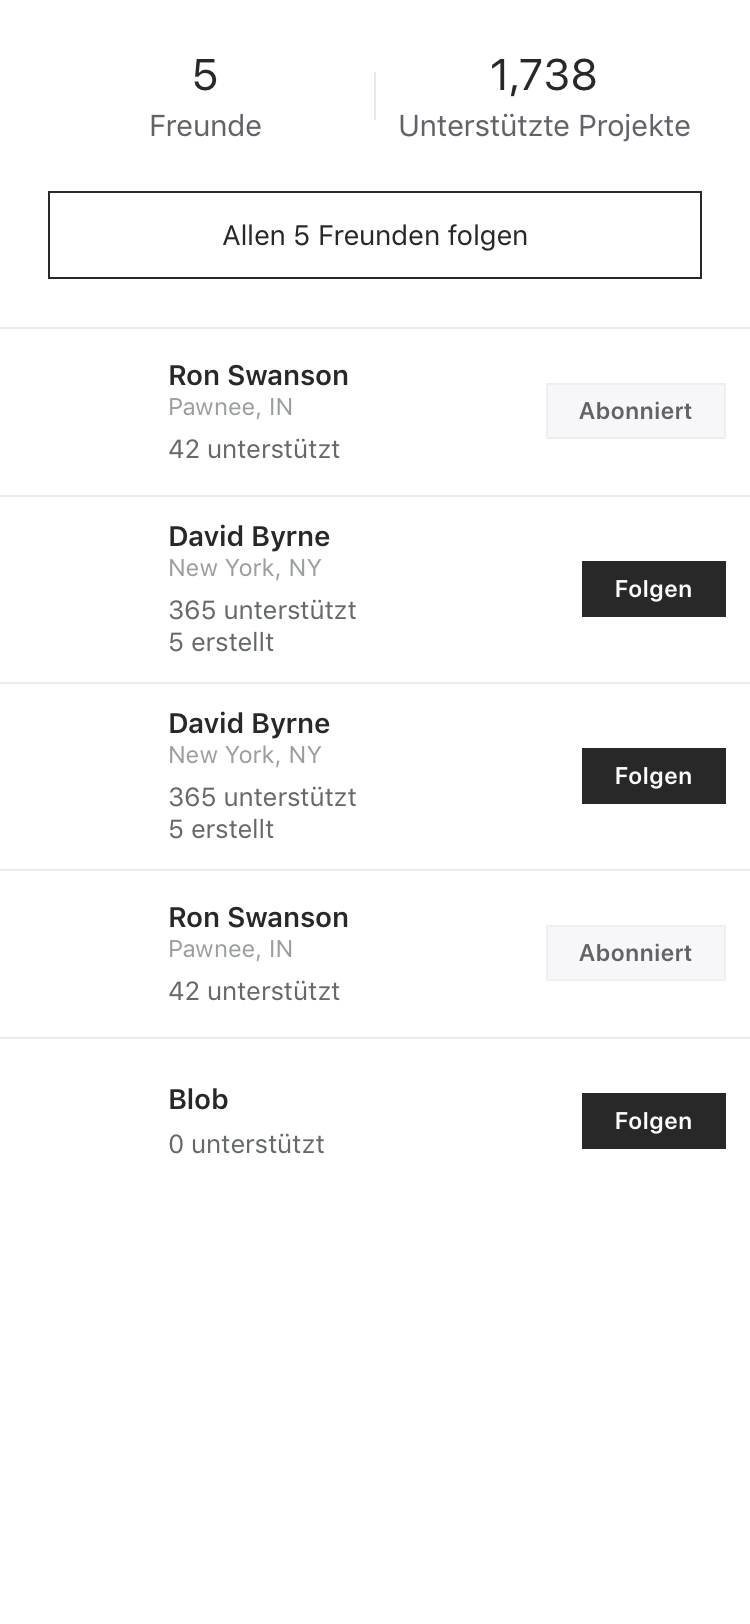 5
Freunde
1,738
Unterstützte Projekte
Allen 5 Freunden folgen
Ron Swanson
Pawnee, IN
42 unterstützt
Abonniert
David Byrne
New York, NY
365 unterstützt
5 erstellt
Folgen
David Byrne
New York, NY
365 unterstützt
5 erstellt
Folgen
Ron Swanson
Pawnee, IN
42 unterstützt
Abonniert
Blob
0 unterstützt
Folgen